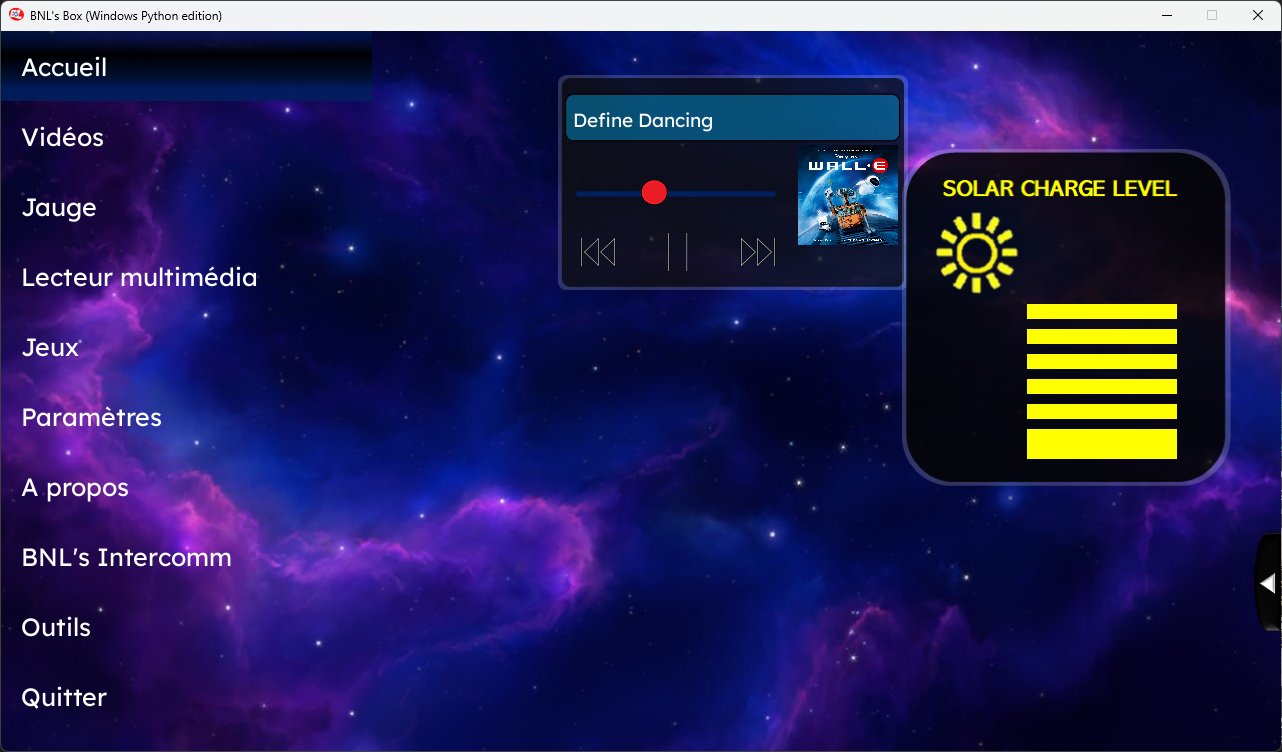 BNL's Box (Windows Python edition)
Accueil
Vidéos
Jauge
Lecteur multimédia
Jeux
Paramètres
A propos
BNL's Intercomm
Outils
Quitter
Define Dancing
WALL•E
SOLAR CHARGE LEVEL